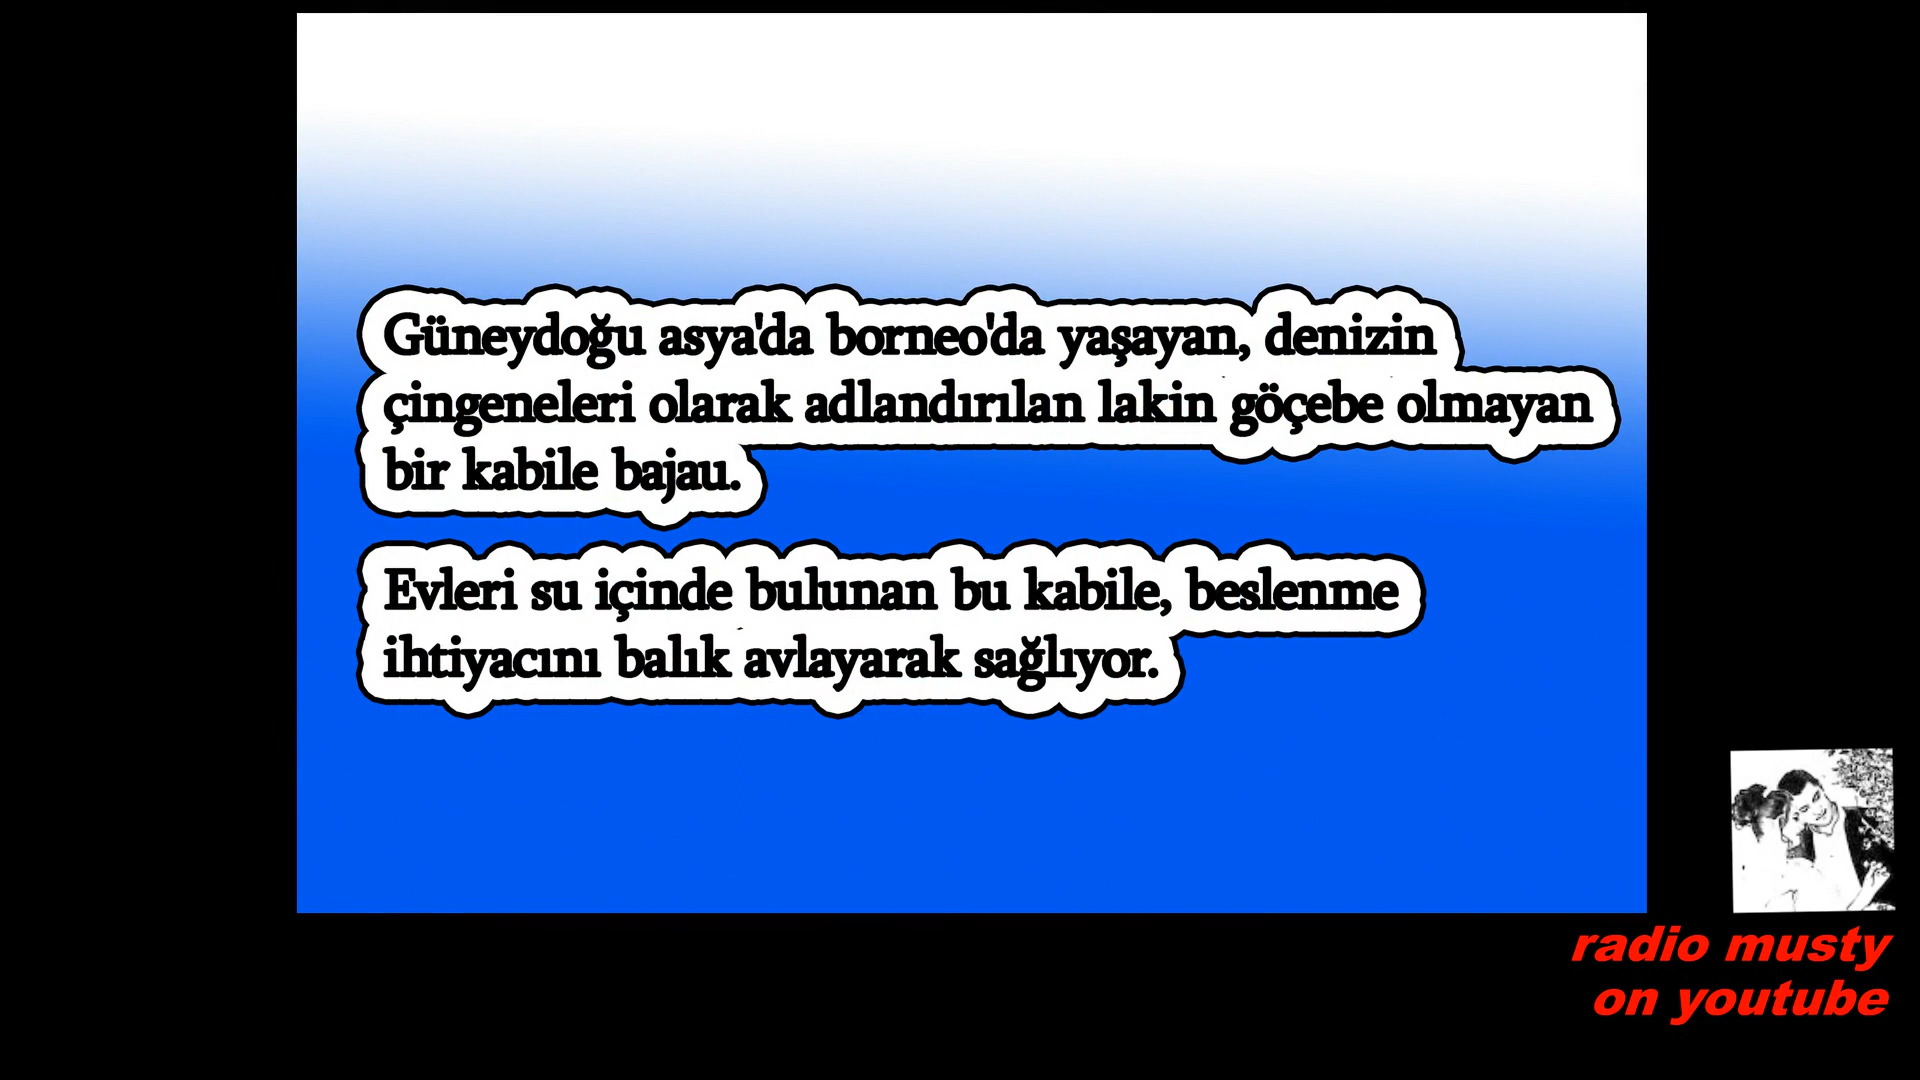 Güneydoğu asya'da borneo'da yaşayan, denizin
çingeneleri olarak adlandırılan lakin göçebe olmayan
bir kabile bajau.
Evleri su içinde bulunan bu kabile, beslenme
ihtiyacını balık avlayarak sağlıyor.
radio musty
on youtube